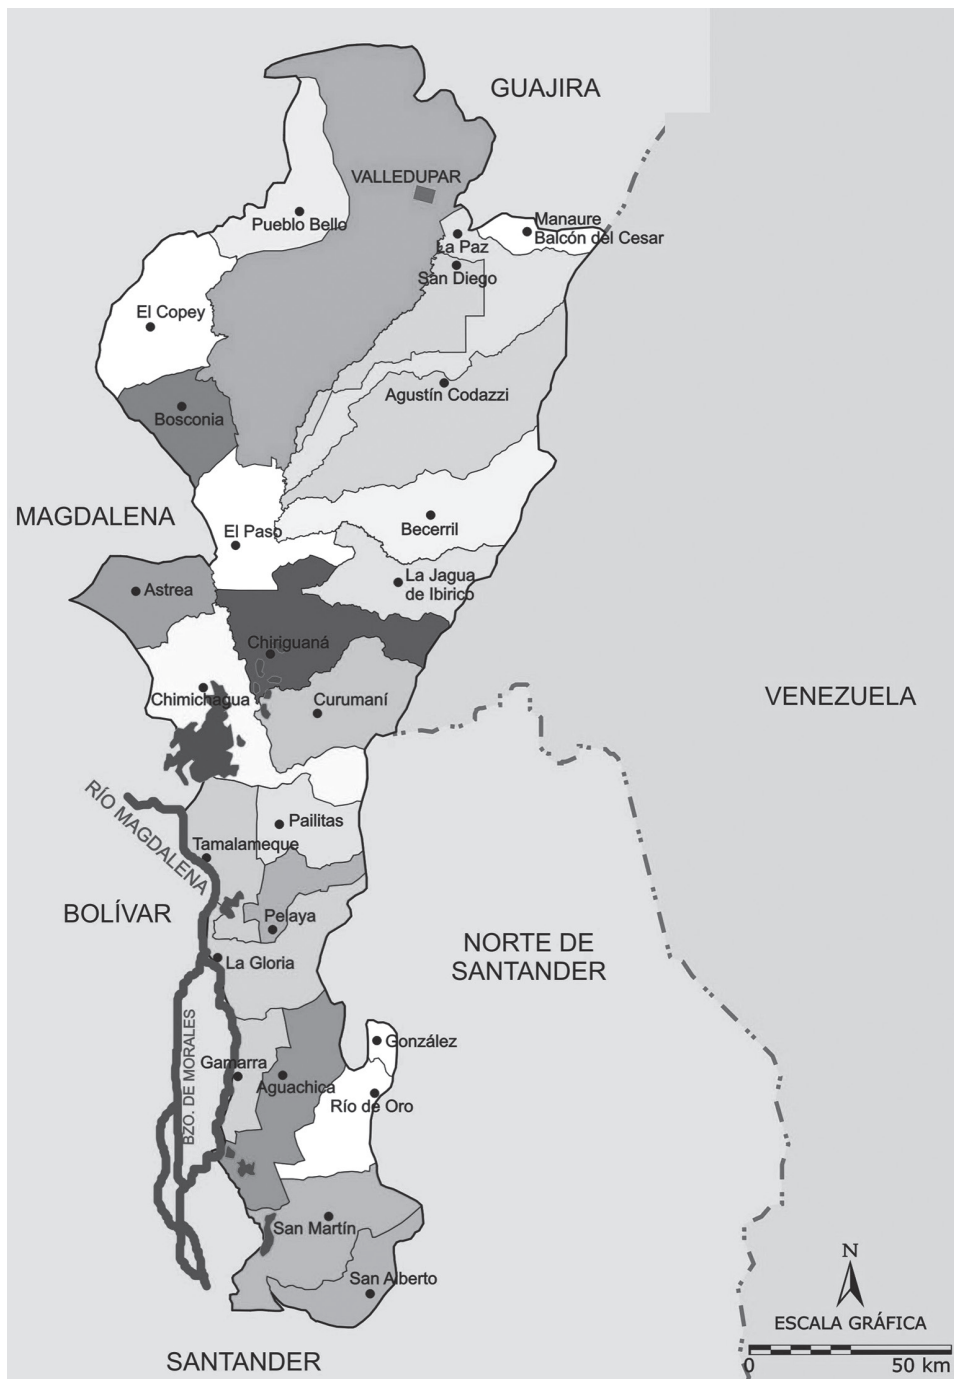 GUAJIRA
VALLEDUPAR
Pueblo Bello
Manaure
Balcón del Cesar
La Paz
San Diego
El Copey
Agustín Codazzi
Bosconia
MAGDALENA
El Paso
Becerril
Astrea
La Jagua
de Ibirico
Chiriguaná
Chimichagua
Curumaní
VENEZUELA
RÍO MAGDALENA
Pailitas
Tamalameque
BOLÍVAR
Pelaya
NORTE DE
SANTANDER
La Gloria
BZO. DE MORALES
González
Gamarra
Aguachica
Río de Oro
San Martín
San Alberto
N
ESCALA GRÁFICA
0
50 km
SANTANDER